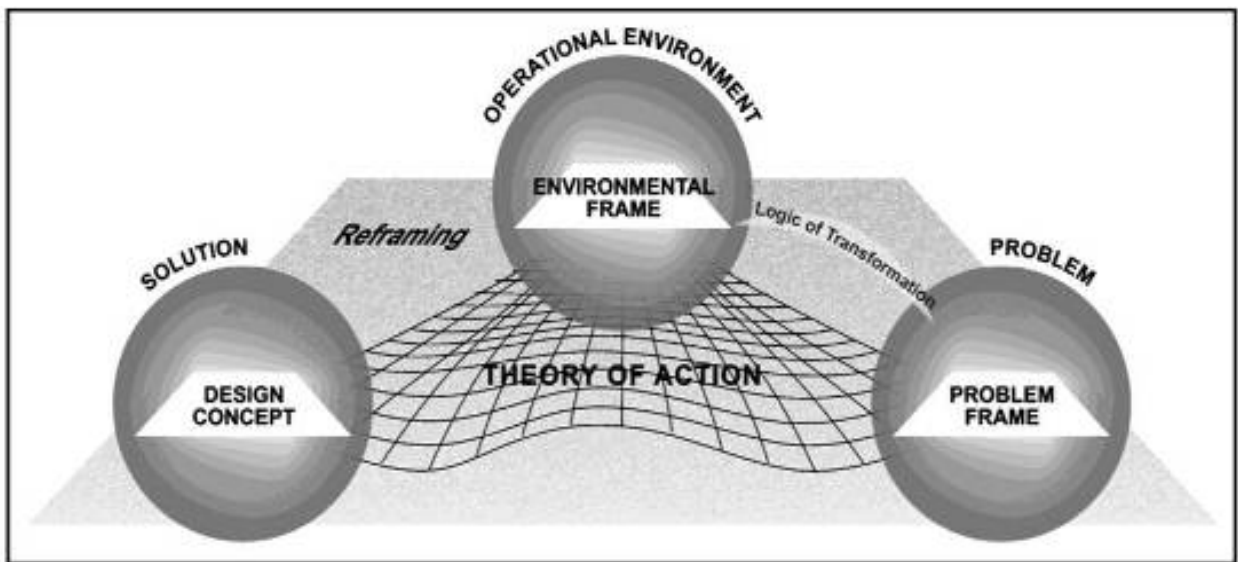 OPERATIONAL ENVIRONMENT
ENVIRONMENTAL
FRAME
Logic of Transformation
Reframing
SOLUTION
PROBLEM
THEORY OF ACTION
DESIGN
CONCEPT
PROBLEM
FRAME